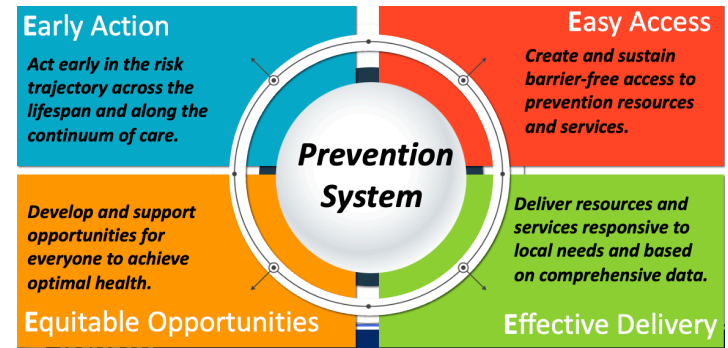 Early Action
Act early in the risk
trajectory across the
lifespan and along the
continuum of care.
Easy Access
Create and sustain
barrier-free access to
prevention resources
and services.
Prevention
System
Develop and support
opportunities for
everyone to achieve
optimal health.
Equitable Opportunities
Deliver resources and
services responsive to
local needs and based
on comprehensive data.
Effective Delivery